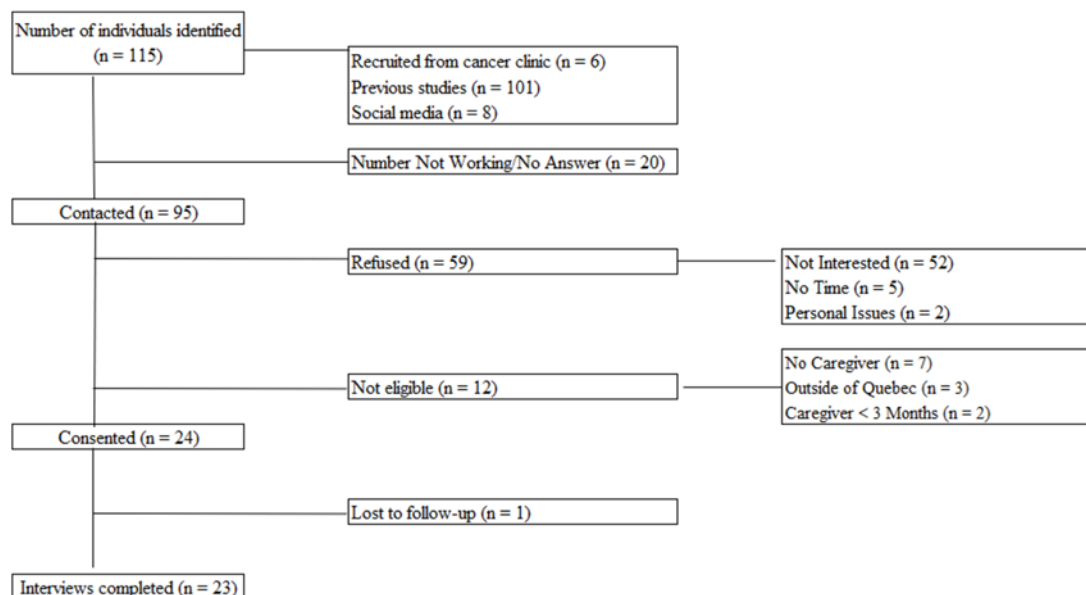 Number of individuals identified
(n = 115)
Recruited from cancer clinic (n = 6)
Previous studies (n = 101)
Social media (n = 8)
Number Not Working/No Answer (n = 20)
Contacted (n = 95)
Refused (n = 59)
Not Interested (n = 52)
No Time (n = 5)
Personal Issues (n = 2)
Not eligible (n = 12)
No Caregiver (n = 7)
Outside of Quebec (n = 3)
Caregiver < 3 Months (n = 2)
Consented (n = 24)
Lost to follow-up (n = 1)
Interviews completed (n = 23)